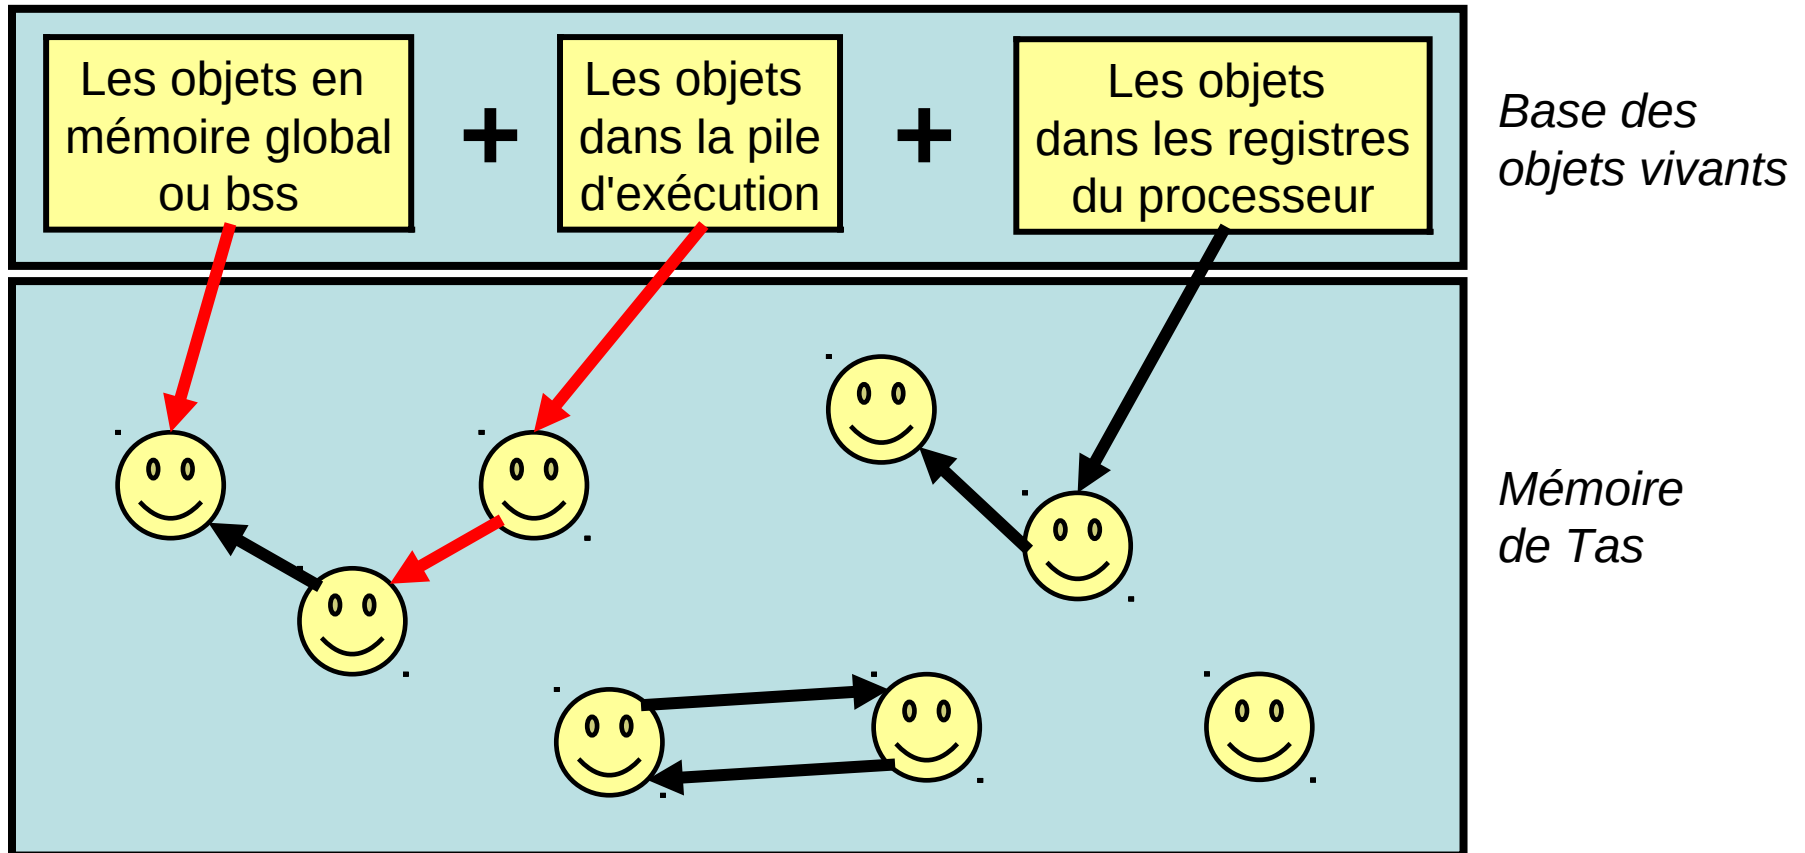 Les objets en
mémoire global
ou bss
+
Les objets
dans la pile
d'exécution
+
Les objets
dans les registres
du processeur
Base des
objets vivants
Mémoire
de Tas